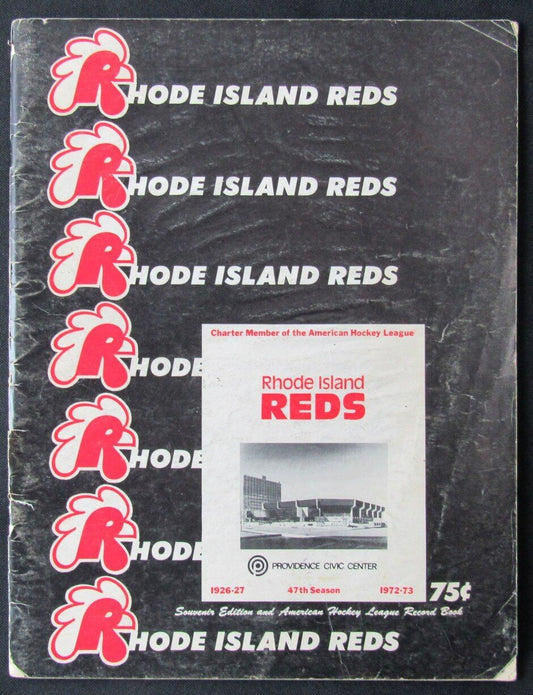 RHODE ISLAND REDS
RHODE ISLAND REDS
RHODE ISLAND REDS
RHODE
RHODE
RHODE
Charter Member of the American Hockey League
Rhode Island
REDS
PROVIDENCE CIVIC CENTER
1926-27 47th Season 1972-73
75¢
Souvenir Edition and American Hockey League Record Book
RHODE ISLAND REDS